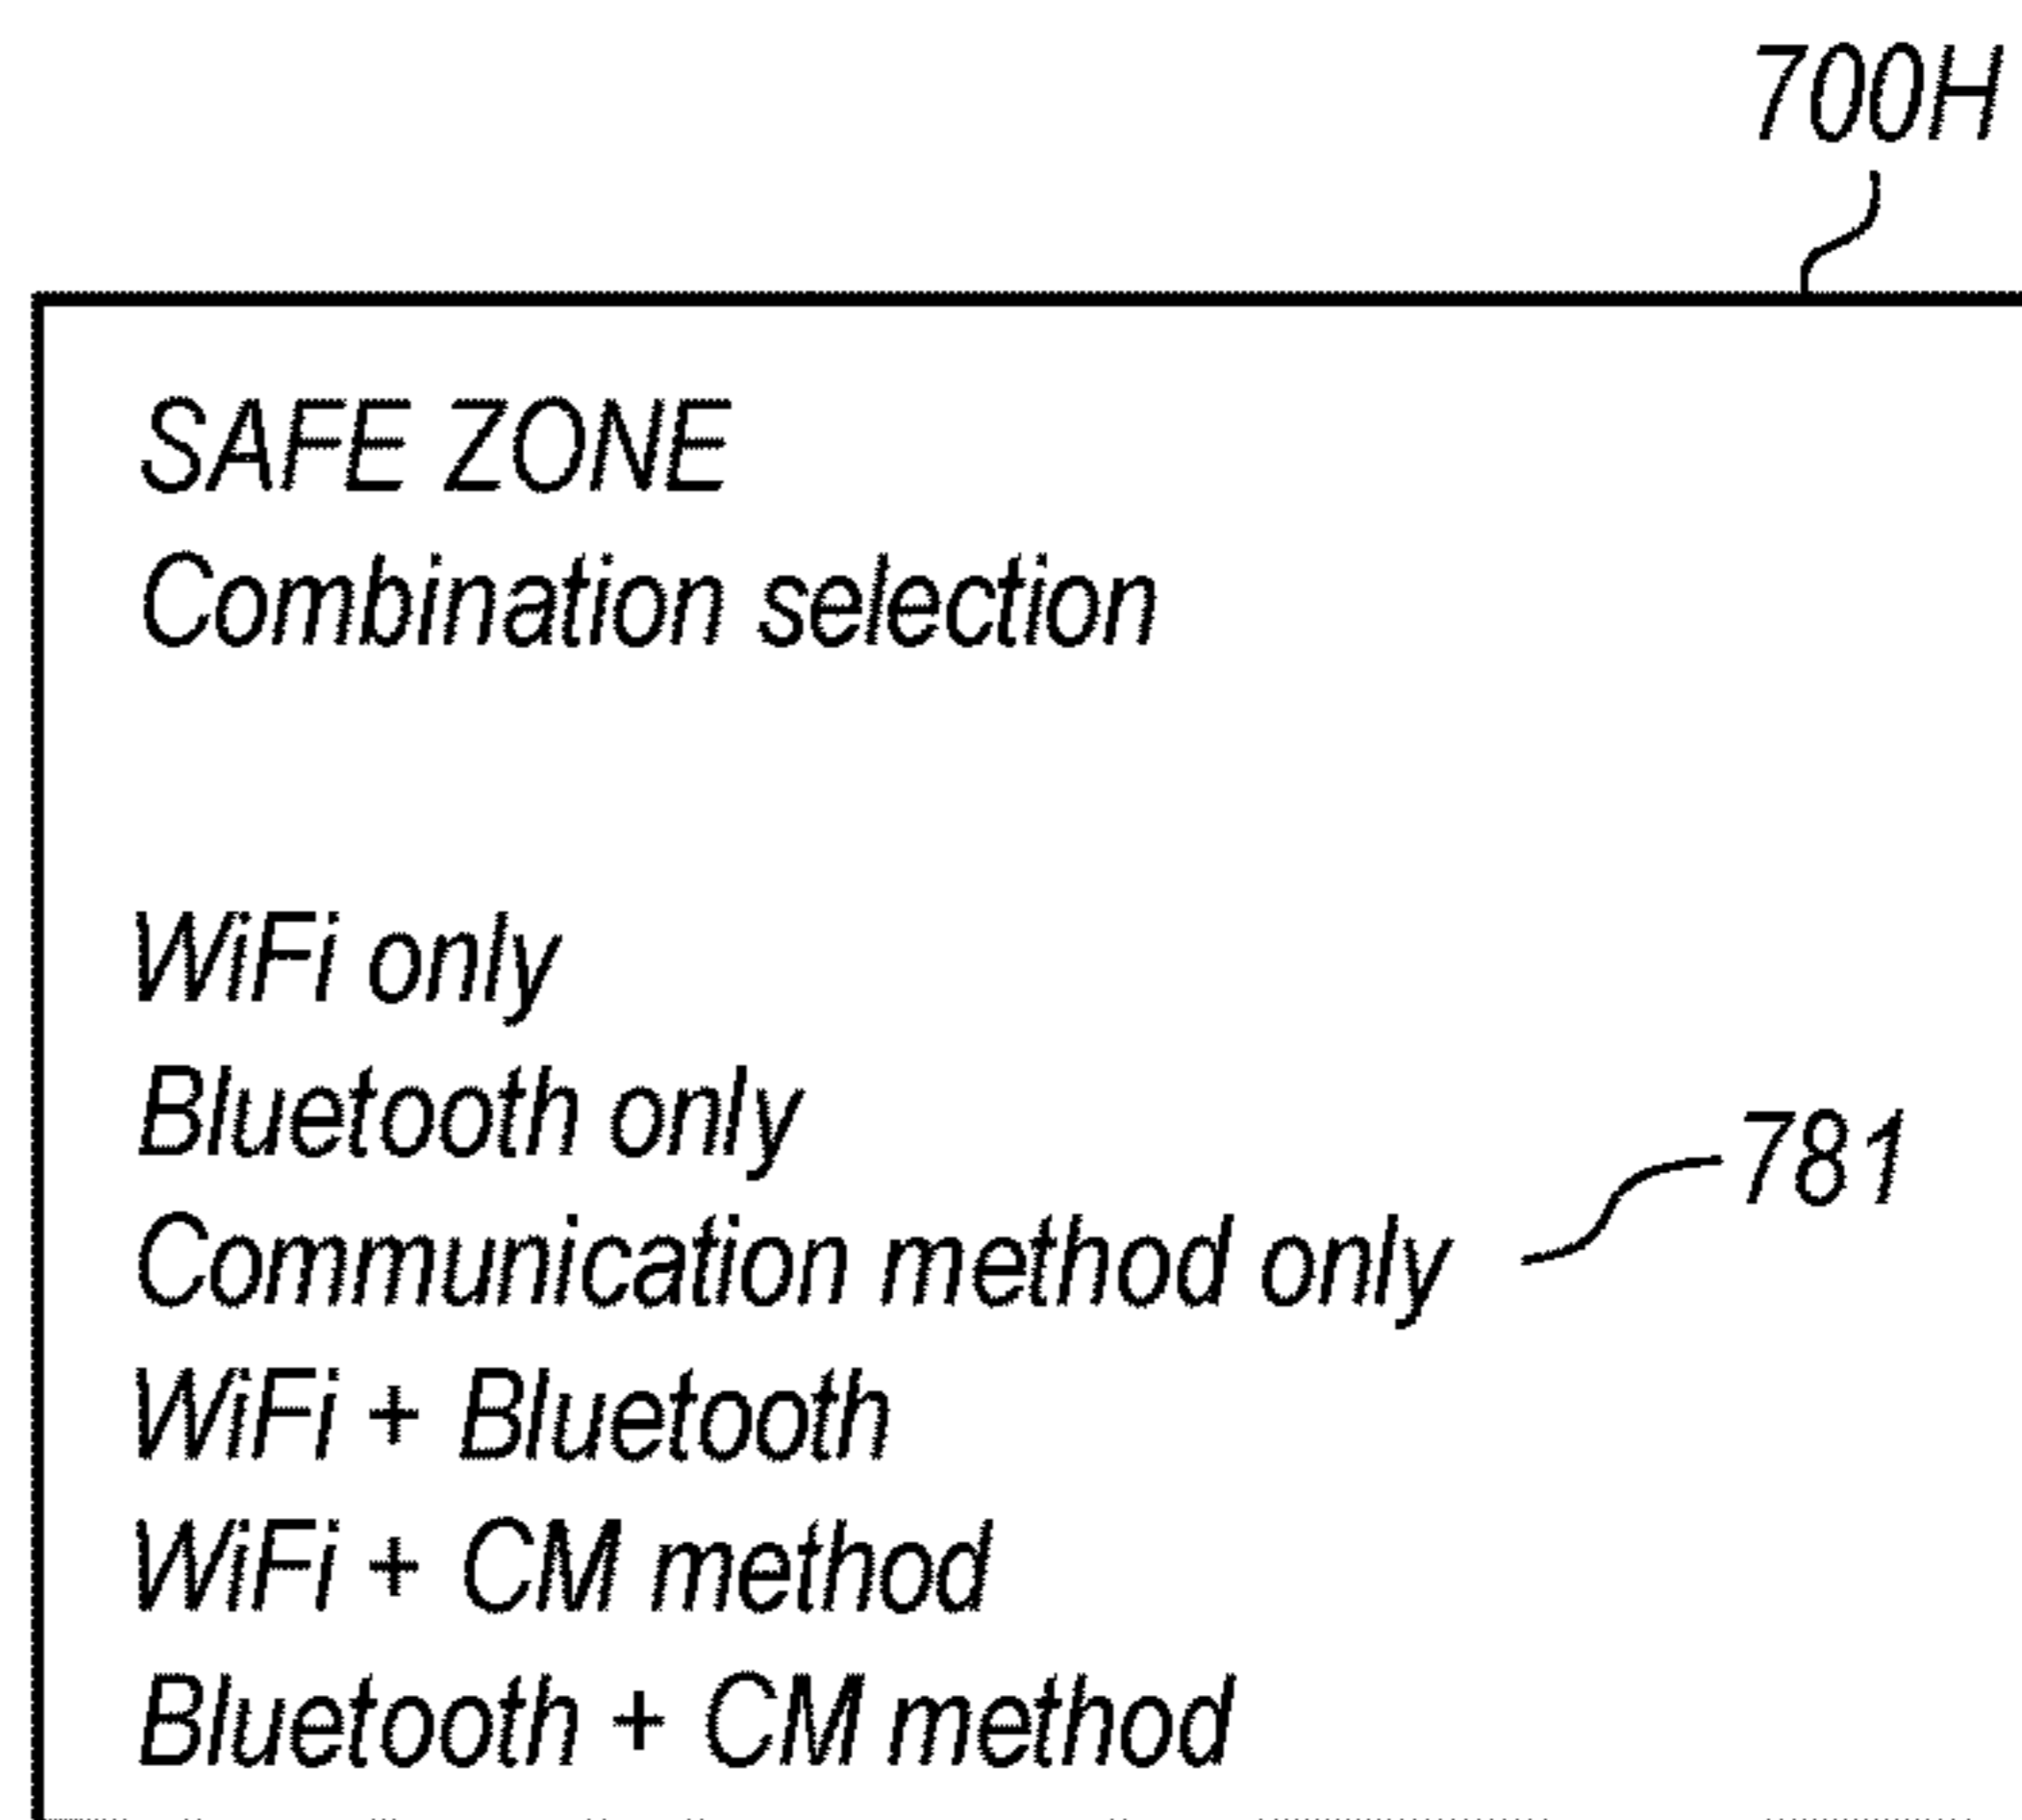 700H
SAFE ZONE
Combination selection
WiFi only
Bluetooth only
781
Communication method only
WiFi + Bluetooth
WiFi + CM method
Bluetooth + CM method